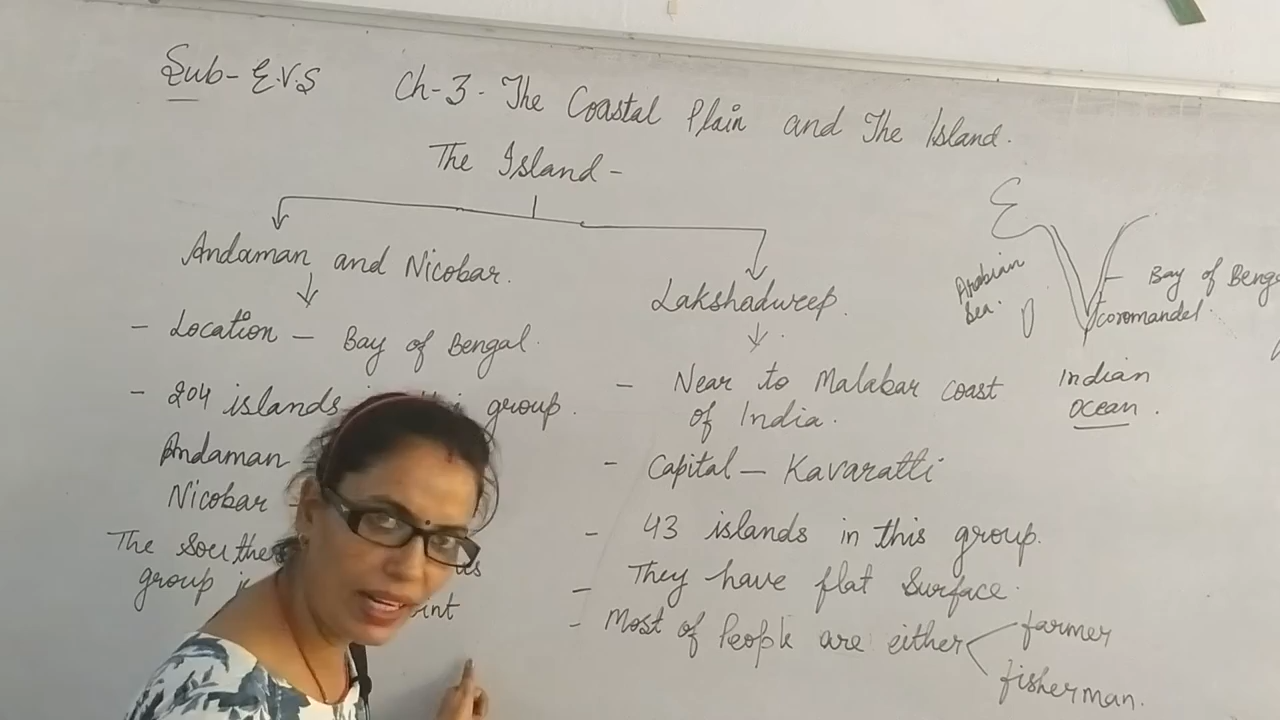 Sub- E.V.S
Ch-3- The Coastal Plain and The Island.
The Island-
Andaman and Nicobar.
- Location - Bay of Bengal.
- 204 islands group.
Andaman
Nicobar -
The Southe
group
int
Lakshadweep.
- Near to Malabar coast
of India.
- Capital - Kavaratti
- 43 islands in this group.
- They have flat Surface.
- Most of People are either
farmer
fisherman.
Arabian
Sea.
Bay of Beng
coromandel.
Indian
Ocean.